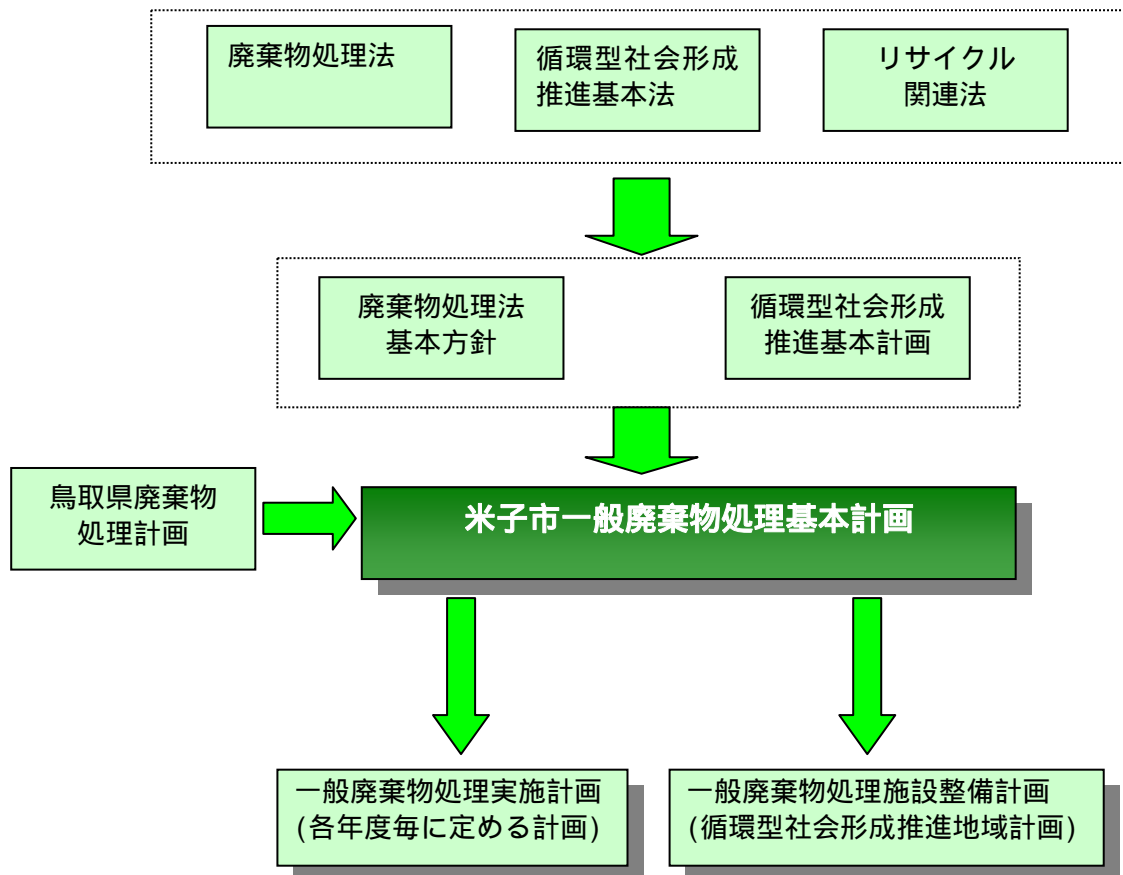 廃棄物処理法
循環型社会形成
推進基本法
リサイクル
関連法
廃棄物処理法
基本方針
循環型社会形成
推進基本計画
鳥取県廃棄物
処理計画
米子市一般廃棄物処理基本計画
一般廃棄物処理実施計画
(各年度毎に定める計画)
一般廃棄物処理施設整備計画
(循環型社会形成推進地域計画)